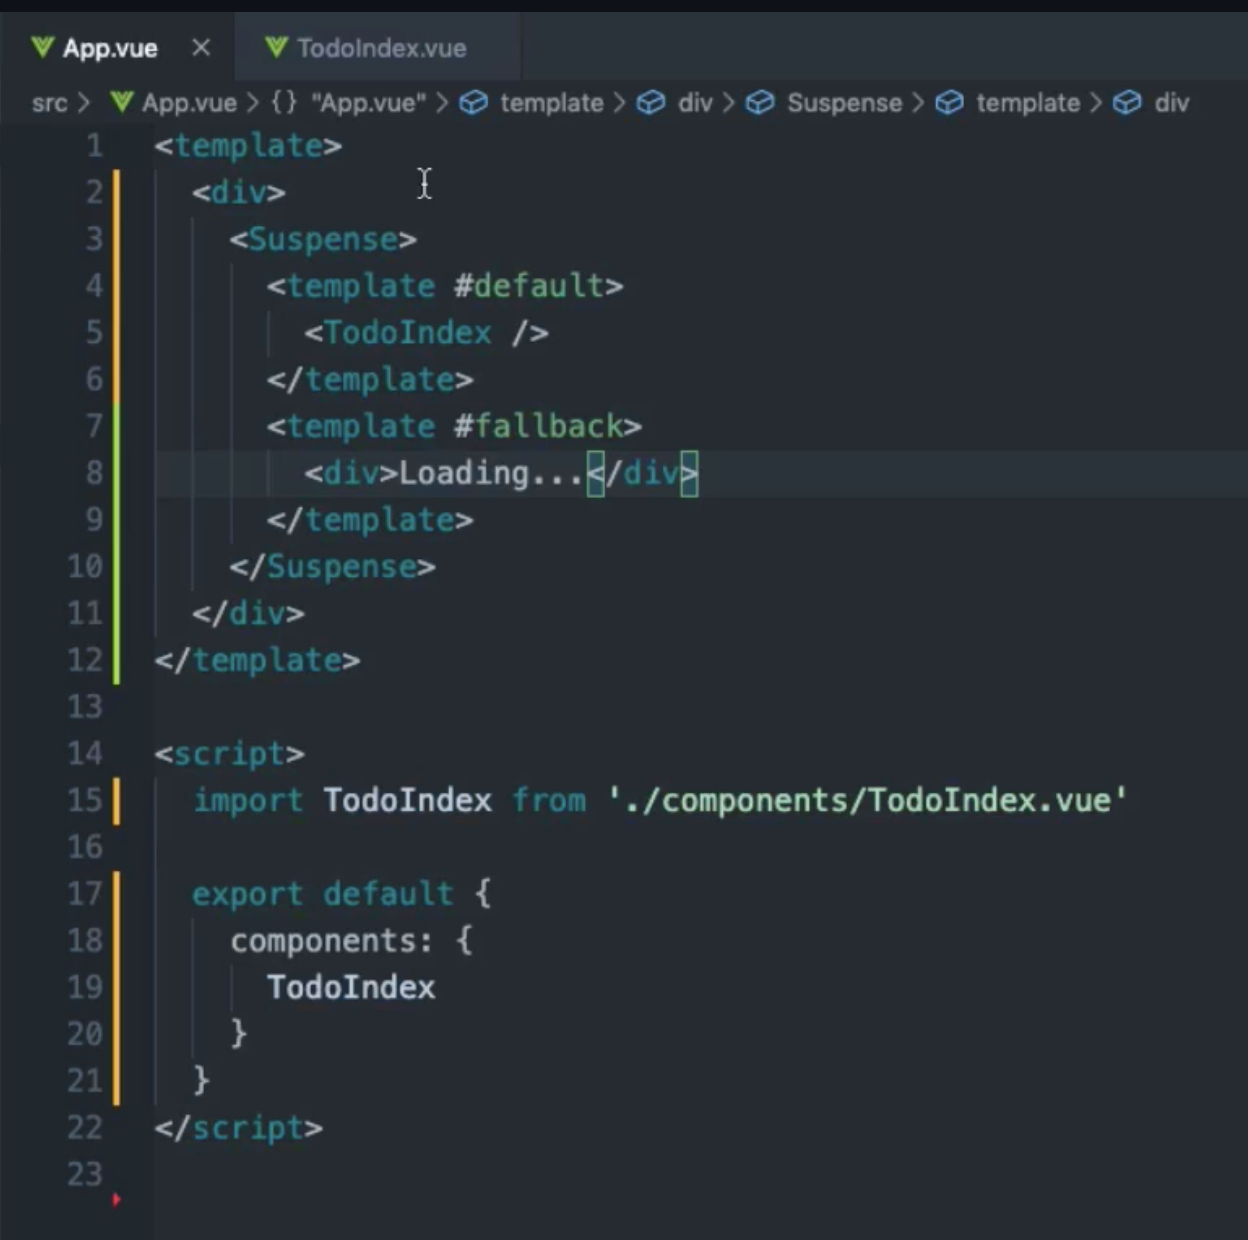 App.vue × TodoIndex.vue
src > App.vue > {} "App.vue" > template > div > Suspense > template > div
1 <template>
2   <div>
3     <Suspense>
4       <template #default>
5         <TodoIndex />
6       </template>
7       <template #fallback>
8         <div>Loading...</div>
9       </template>
10     </Suspense>
11   </div>
12 </template>
13
14 <script>
15   import TodoIndex from './components/TodoIndex.vue'
16
17   export default {
18     components: {
19       TodoIndex
20     }
21   }
22 </script>
23